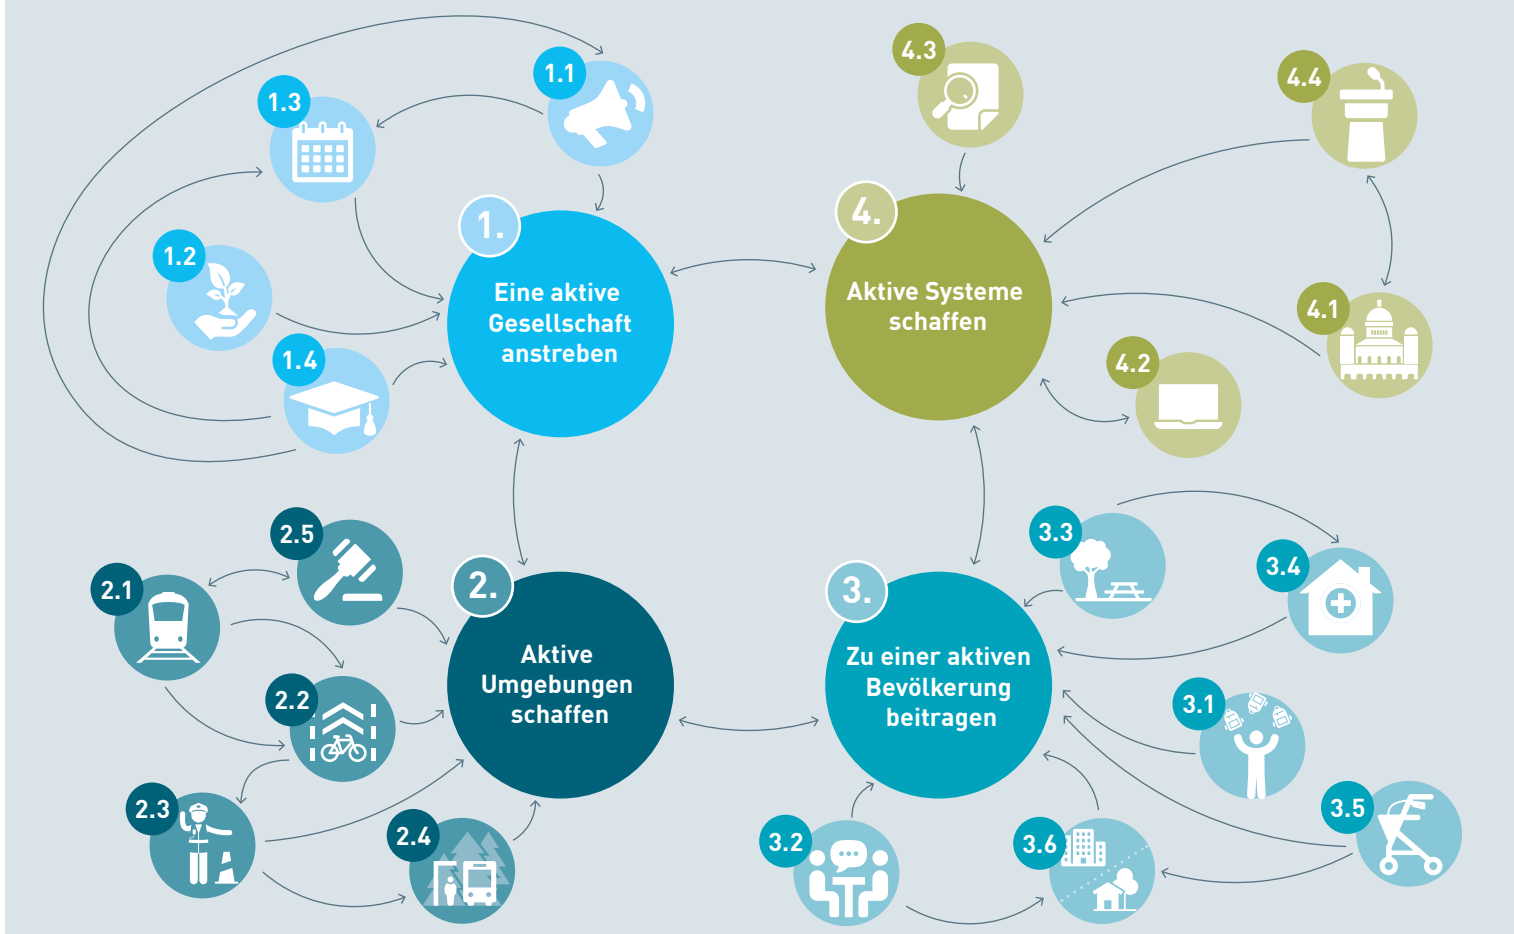 1.1
1.3
1.2
1.4
1.
Eine aktive
Gesellschaft
anstreben
4.3
4.4
4.
Aktive Systeme
schaffen
4.1
4.2
2.5
2.1
2.2
2.3
2.4
2.
Aktive
Umgebungen
schaffen
3.3
3.4
3.
Zu einer aktiven
Bevölkerung
beitragen
3.1
3.5
3.2
3.6